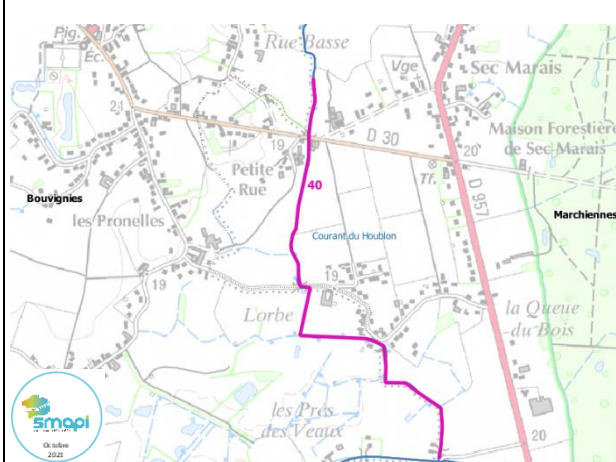 Rue Basse
Pig.
Éc.
Vge
Sec Marais
21
D 30
Maison Forestière
de Sec Marais
19
20
Petite
Rue
Tr.
D 957
40
Bouvignies
Marchiennes
les Pronelles
Courant du Houblon
19
19
Lorbe
la Queue
du Bois
les Prés
des Veaux
20
smapi
Octobre
2021